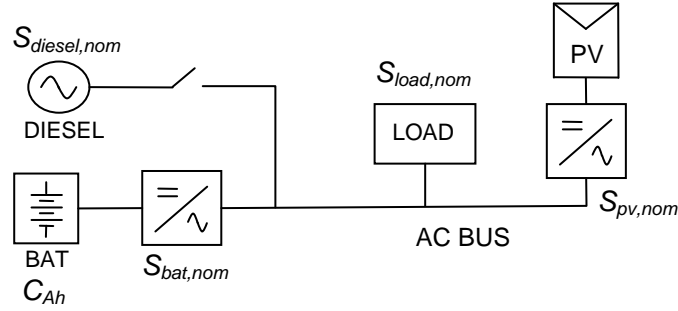 S_diesel,nom
DIESEL
PV
S_load,nom
LOAD
S_pv,nom
AC BUS
BAT
S_bat,nom
C_Ah